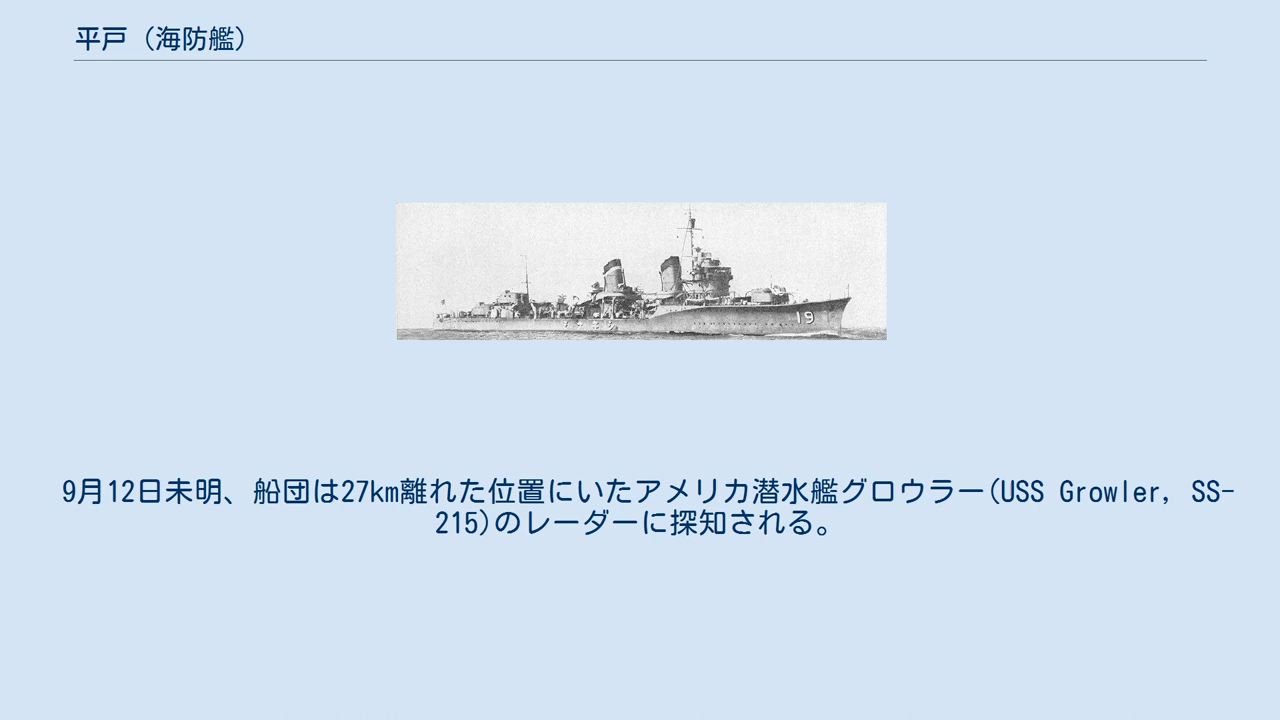 平戸（海防艦）
19
9月12日未明、船団は27km離れた位置にいたアメリカ潜水艦グロウラー(USS Growler, SS-
215)のレーダーに探知される。